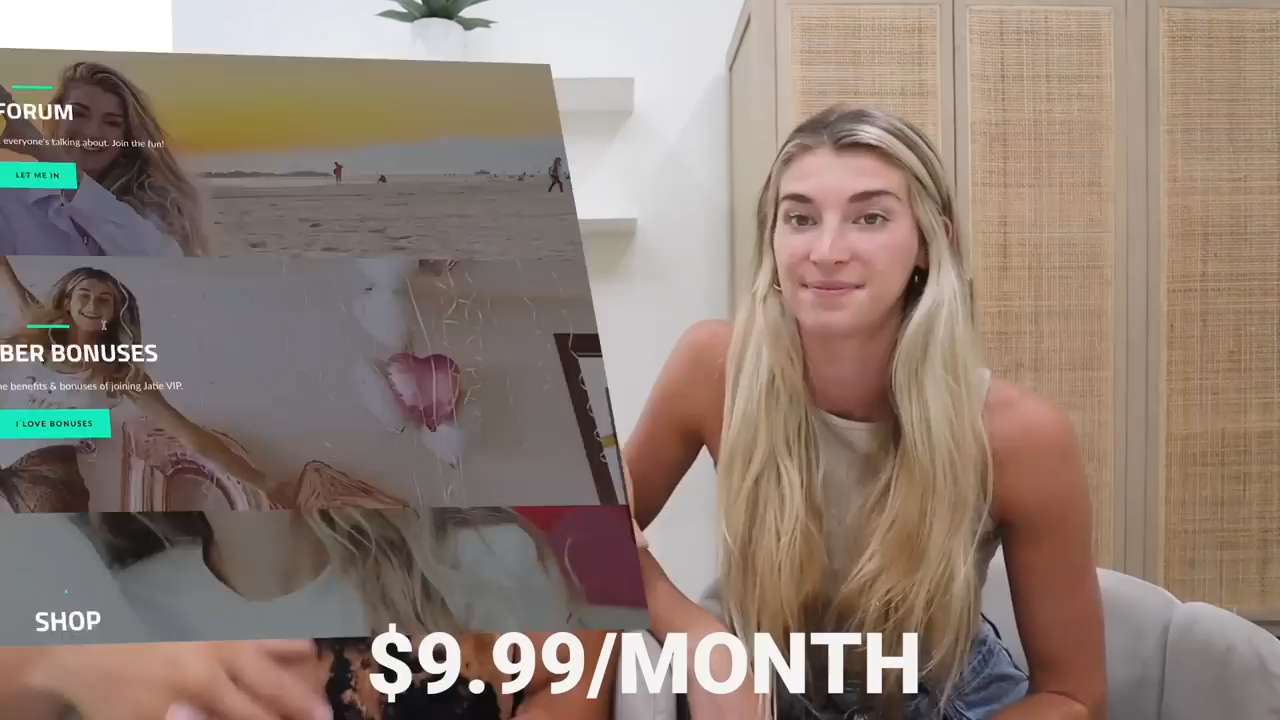 FORUM
everyone's talking about. Join the fun!
LET ME IN
BER BONUSES
benefits & bonuses of joining Jatie VIP.
I LOVE BONUSES
SHOP
$9.99/MONTH